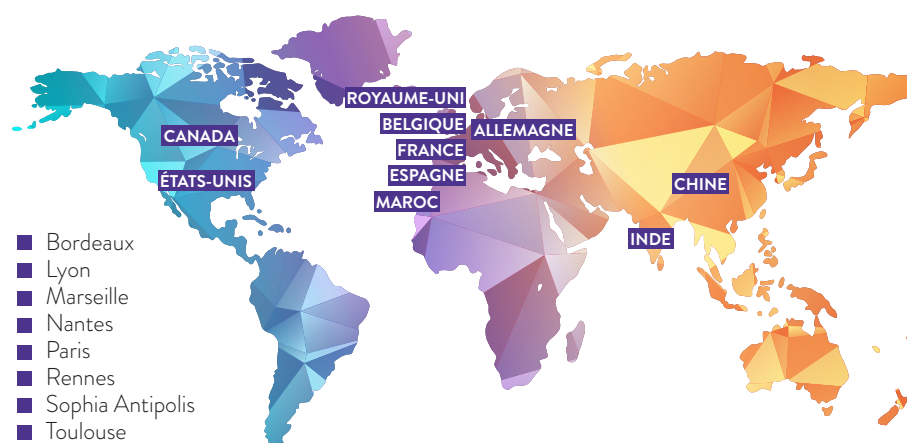 ROYAUME-UNI
BELGIQUE
ALLEMAGNE
CANADA
FRANCE
ESPAGNE
ÉTATS-UNIS
CHINE
MAROC
INDE
Bordeaux
Lyon
Marseille
Nantes
Paris
Rennes
Sophia Antipolis
Toulouse